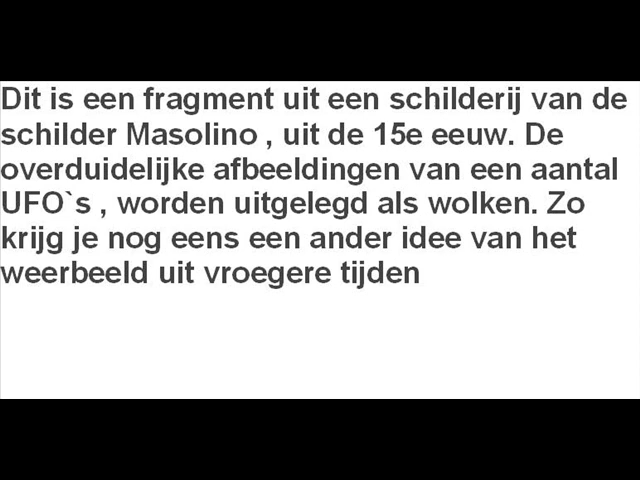 Dit is een fragment uit een schilderij van de
schilder Masolino , uit de 15e eeuw. De
overduidelijke afbeeldingen van een aantal
UFO`s , worden uitgelegd als wolken. Zo
krijg je nog eens een ander idee van het
weerbeeld uit vroegere tijden